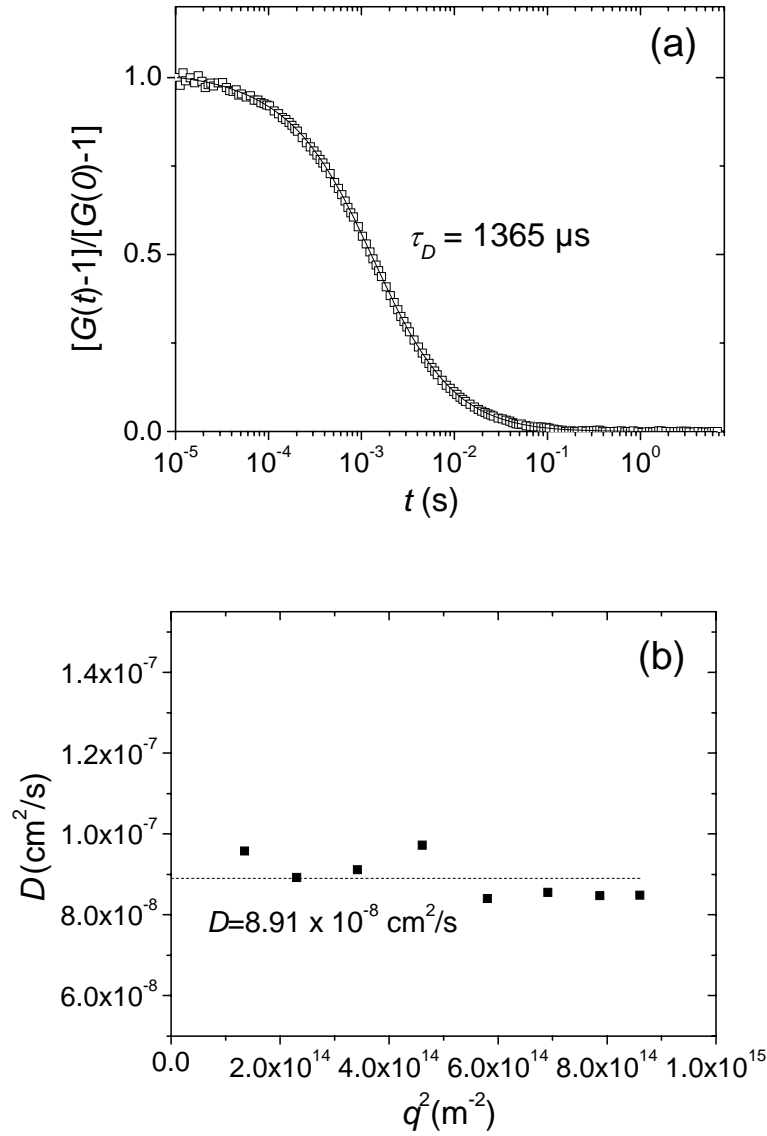 (a)
1.0
0.5
0.0
[G(t)-1]/[G(0)-1]
τ_D = 1365 µs
10⁻⁵ 10⁻⁴ 10⁻³ 10⁻² 10⁻¹ 10⁰
t (s)
(b)
1.4x10⁻⁷
1.2x10⁻⁷
1.0x10⁻⁷
8.0x10⁻⁸
6.0x10⁻⁸
D(cm²/s)
D=8.91 x 10⁻⁸ cm²/s
0.0 2.0x10¹⁴ 4.0x10¹⁴ 6.0x10¹⁴ 8.0x10¹⁴ 1.0x10¹⁵
q²(m⁻²)